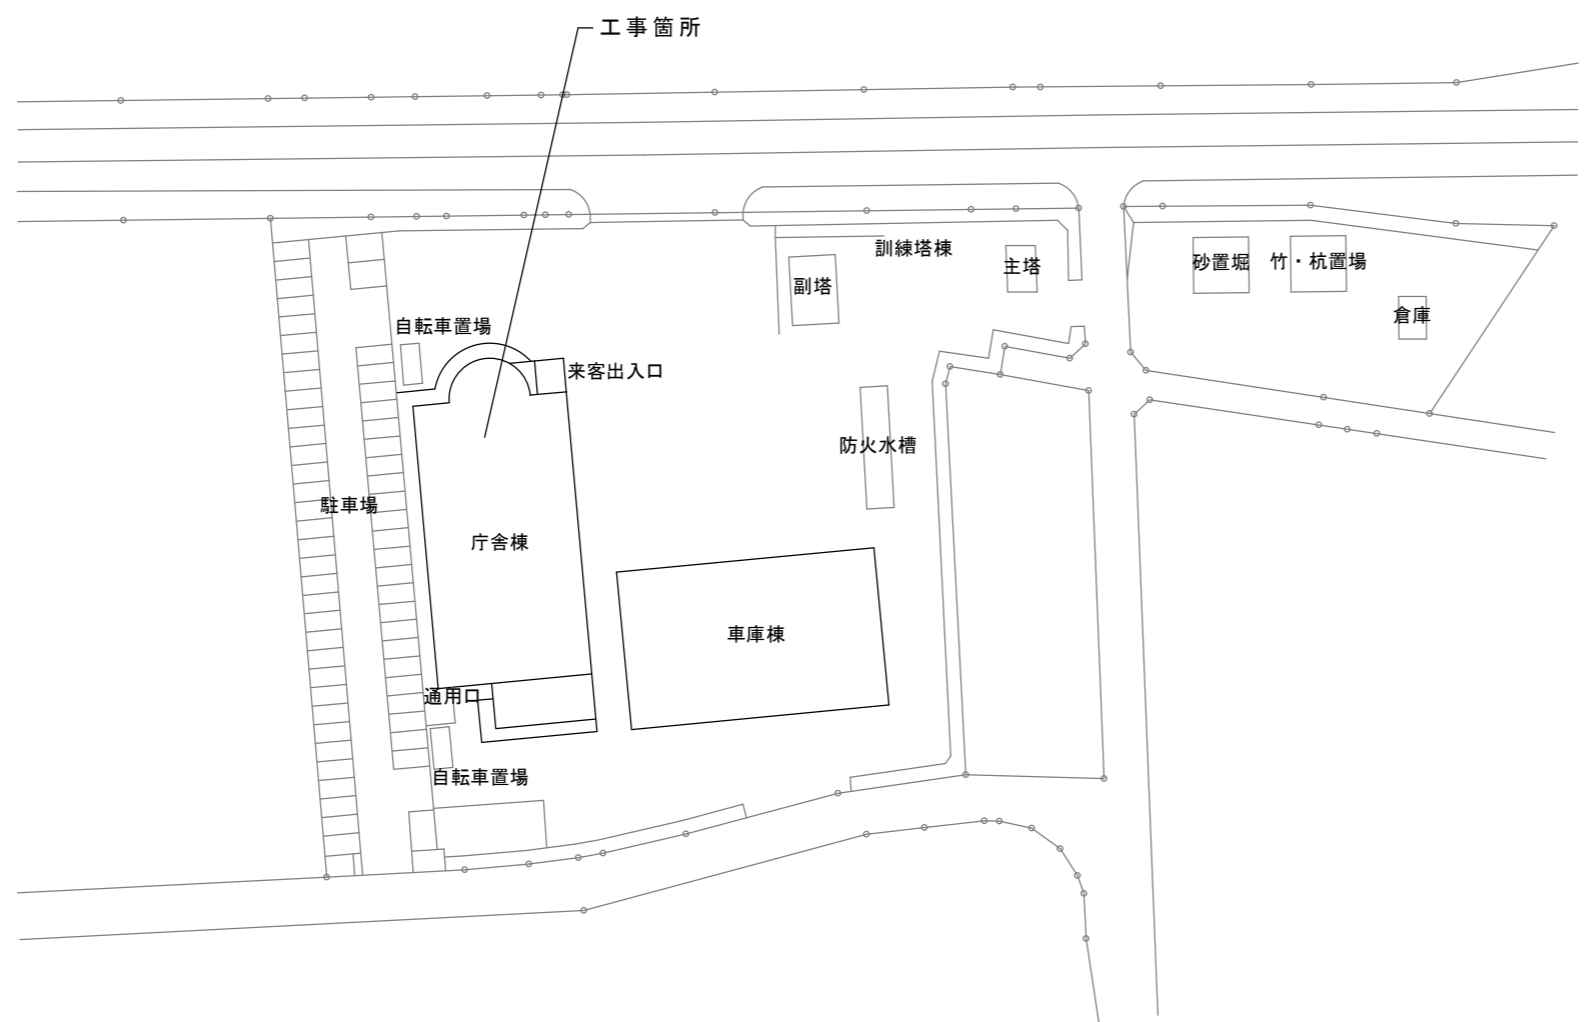 工事箇所
訓練塔棟
砂置堀
竹・杭置場
主塔
副塔
倉庫
自転車置場
来客出入口
防火水槽
駐車場
庁舎棟
車庫棟
通用口
自転車置場